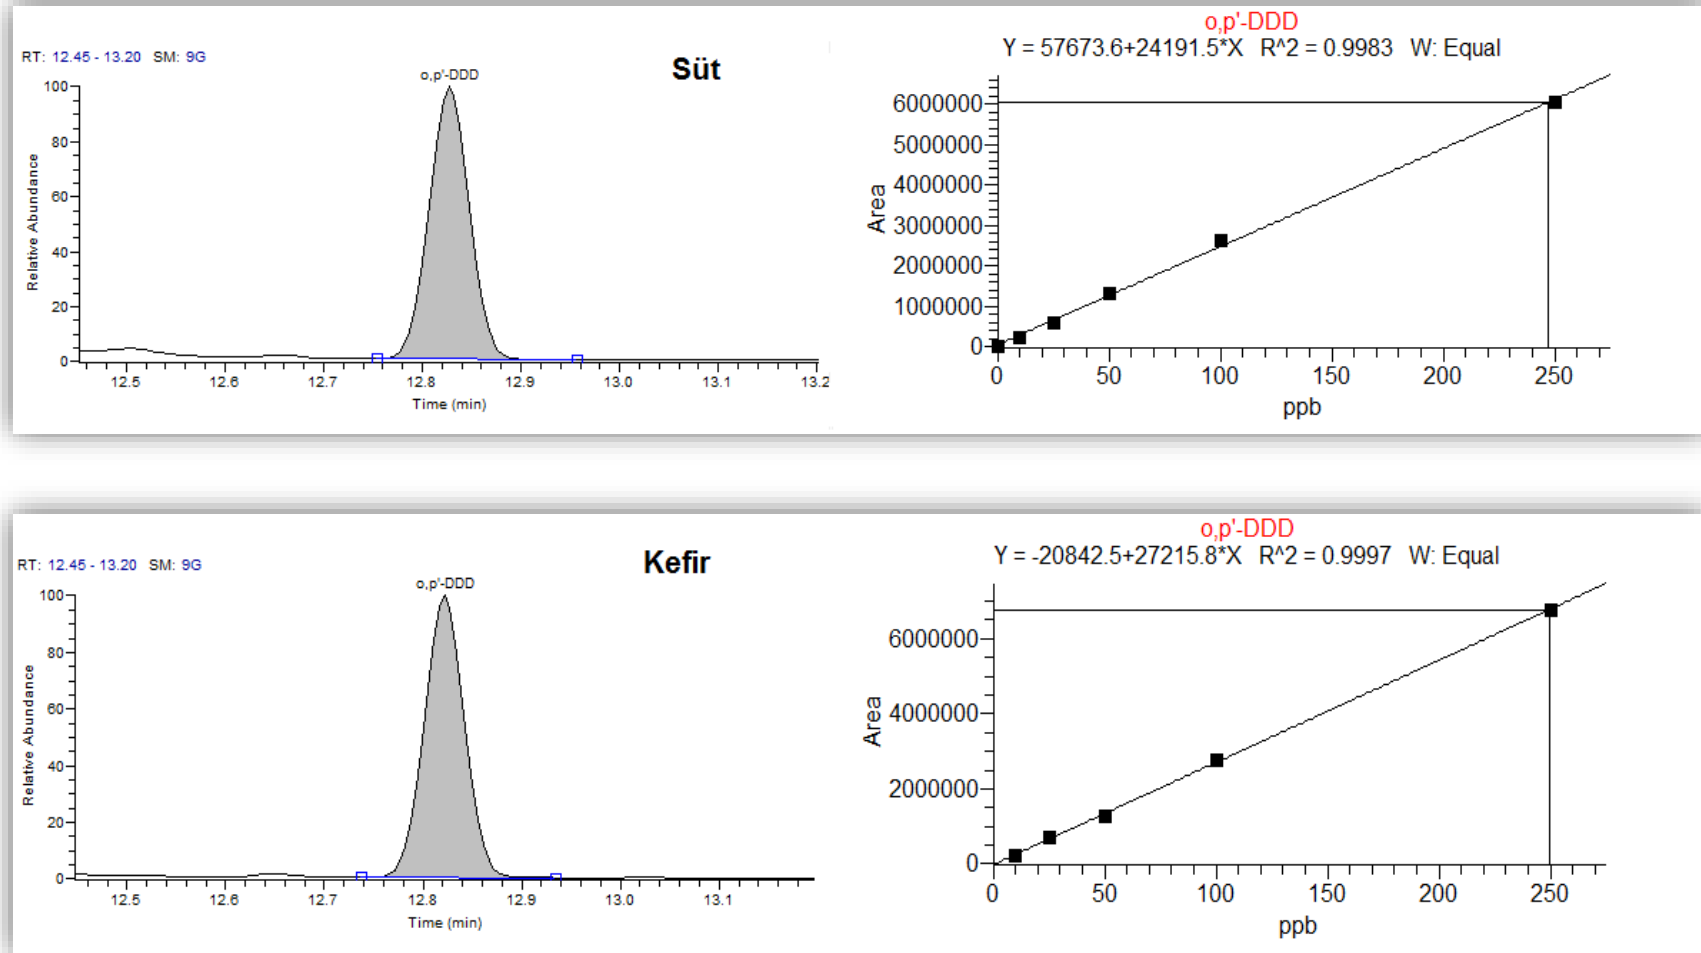 RT: 12.45 - 13.20 SM: 9G
Süt
o,p'-DDD
100
80
60
40
20
0
Relative Abundance
12.5 12.6 12.7 12.8 12.9 13.0 13.1 13.2
Time (min)
o,p'-DDD
Y = 57673.6+24191.5*X R^2 = 0.9983 W: Equal
6000000
5000000
4000000
3000000
2000000
1000000
0
Area
0 50 100 150 200 250
ppb
RT: 12.45 - 13.20 SM: 9G
Kefir
o,p'-DDD
100
80
60
40
20
0
Relative Abundance
12.5 12.6 12.7 12.8 12.9 13.0 13.1
Time (min)
o,p'-DDD
Y = -20842.5+27215.8*X R^2 = 0.9997 W: Equal
6000000
4000000
2000000
0
Area
0 50 100 150 200 250
ppb